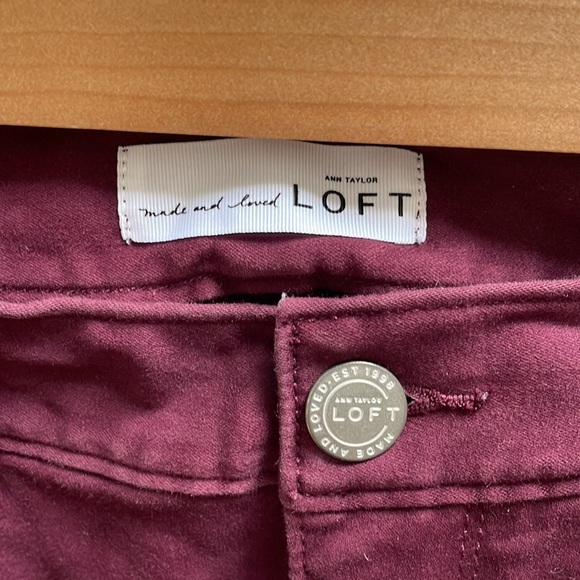 ANN TAYLOR
made and loved LOFT
MADE AND LOVED•EST 1998
ANN TAYLOR
LOFT